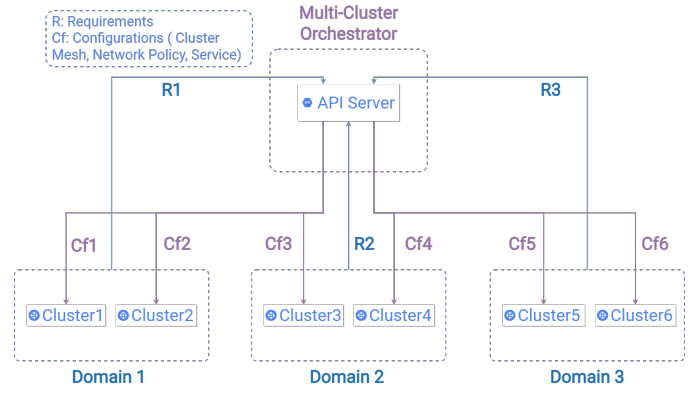 Multi-Cluster
Orchestrator
R: Requirements
Cf: Configurations ( Cluster
Mesh, Network Policy, Service)
R1
R3
API Server
Cf1
Cf2
Cf3
R2
Cf4
Cf5
Cf6
Cluster1
Cluster2
Cluster3
Cluster4
Cluster5
Cluster6
Domain 1
Domain 2
Domain 3